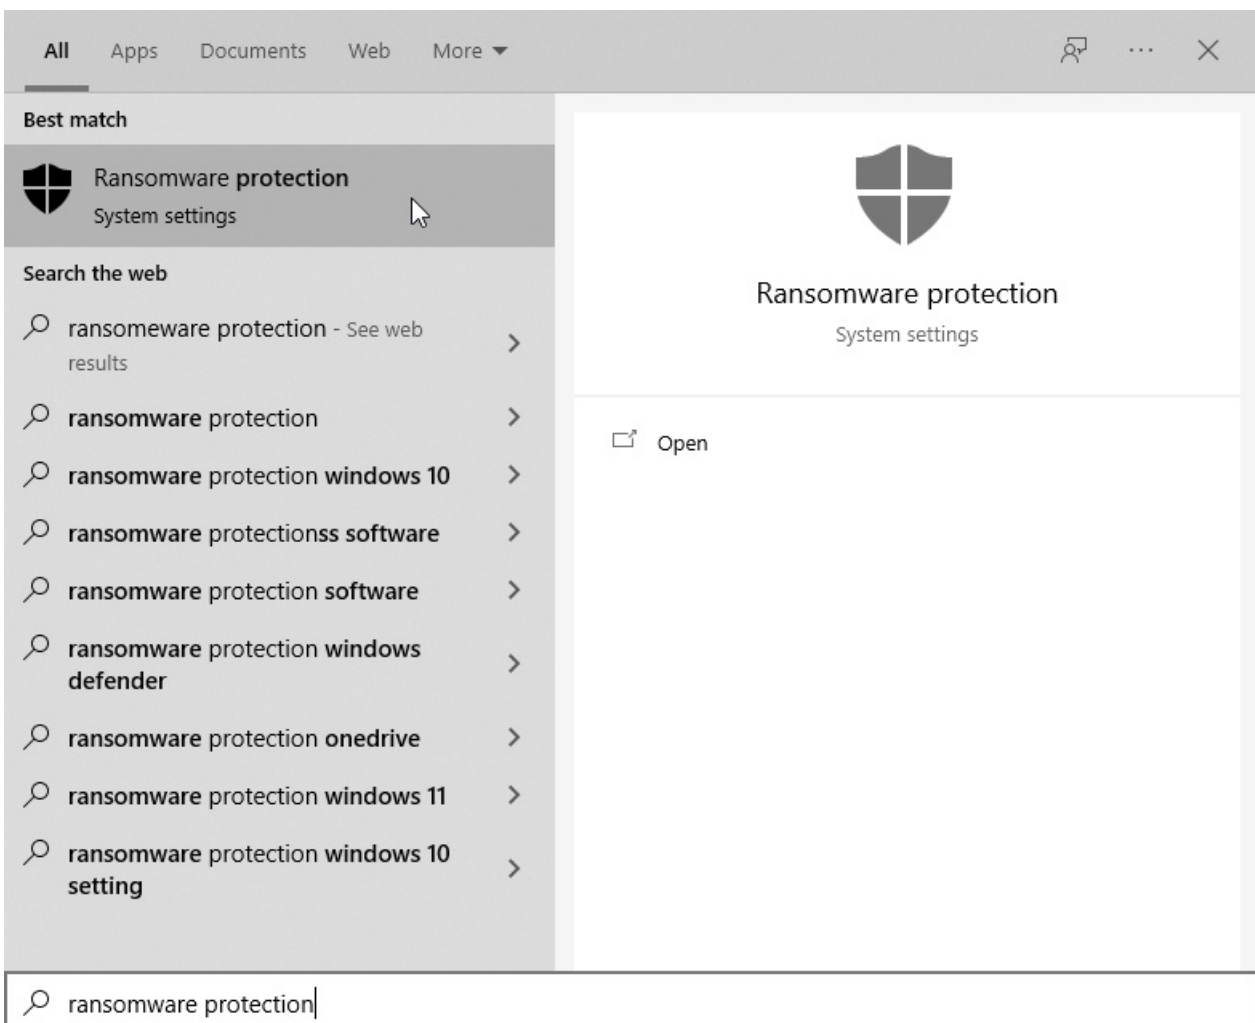 All Apps Documents Web More
Best match
Ransomware protection
System settings
Search the web
ransomeware protection - See web
results
ransomware protection
ransomware protection windows 10
ransomware protectionss software
ransomware protection software
ransomware protection windows
defender
ransomware protection onedrive
ransomware protection windows 11
ransomware protection windows 10
setting
Ransomware protection
System settings
Open
ransomware protection